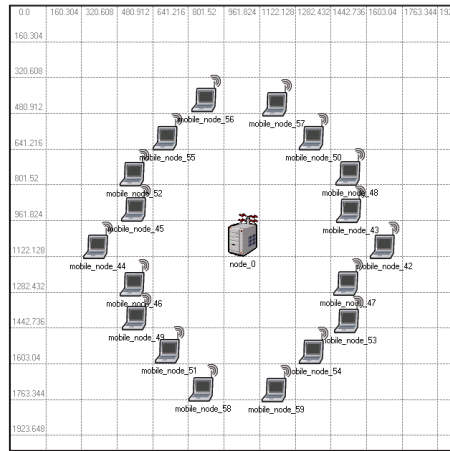 0.0 160.304 320.608 480.912 641.216 801.52 961.824 1122.128 1282.432 1442.736 1603.04 1763.344 192
160.304
320.608
480.912
mobile_node_56
mobile_node_57
641.216
mobile_node_55
mobile_node_50
801.52
mobile_node_52
mobile_node_48
961.824
mobile_node_45
mobile_node_43
1122.128
mobile_node_44
node_0
mobile_node_42
1282.432
mobile_node_46
mobile_node_47
1442.736
mobile_node_49
mobile_node_53
1603.04
mobile_node_51
mobile_node_54
1763.344
mobile_node_58
mobile_node_59
1923.648